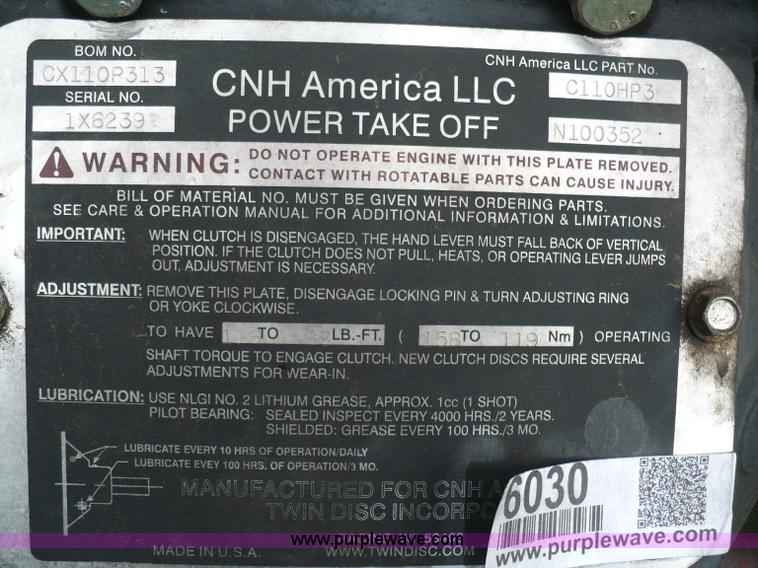 BOM NO.
CX110P313
SERIAL NO.
1X6239
CNH America LLC
POWER TAKE OFF
CNH America LLC PART No.
C110HP3
N100352
WARNING: DO NOT OPERATE ENGINE WITH THIS PLATE REMOVED.
CONTACT WITH ROTATABLE PARTS CAN CAUSE INJURY.
BILL OF MATERIAL NO. MUST BE GIVEN WHEN ORDERING PARTS.
SEE CARE & OPERATION MANUAL FOR ADDITIONAL INFORMATION & LIMITATIONS.
IMPORTANT: WHEN CLUTCH IS DISENGAGED, THE HAND LEVER MUST FALL BACK OF VERTICAL
POSITION. IF THE CLUTCH DOES NOT PULL, HEATS, OR OPERATING LEVER JUMPS
OUT, ADJUSTMENT IS NECESSARY.
ADJUSTMENT: REMOVE THIS PLATE, DISENGAGE LOCKING PIN & TURN ADJUSTING RING
OR YOKE CLOCKWISE.
TO HAVE TO LB.-FT. ( 158 TO 119 Nm ) OPERATING
SHAFT TORQUE TO ENGAGE CLUTCH. NEW CLUTCH DISCS REQUIRE SEVERAL
ADJUSTMENTS FOR WEAR-IN.
LUBRICATION: USE NLGI NO. 2 LITHIUM GREASE, APPROX. 1cc (1 SHOT)
PILOT BEARING: SEALED INSPECT EVERY 4000 HRS./2 YEARS.
SHIELDED: GREASE EVERY 100 HRS./3 MO.
LUBRICATE EVERY 10 HRS OF OPERATION/DAILY
LUBRICATE EVEY 100 HRS. OF OPERATION/3 MO.
MANUFACTURED FOR CNH A
TWIN DISC INCORPO
MADE IN U.S.A.
WWW.TWINDISC.COM
6030
www.purplewave.com
www.purplewave.com
www.purplewave.com